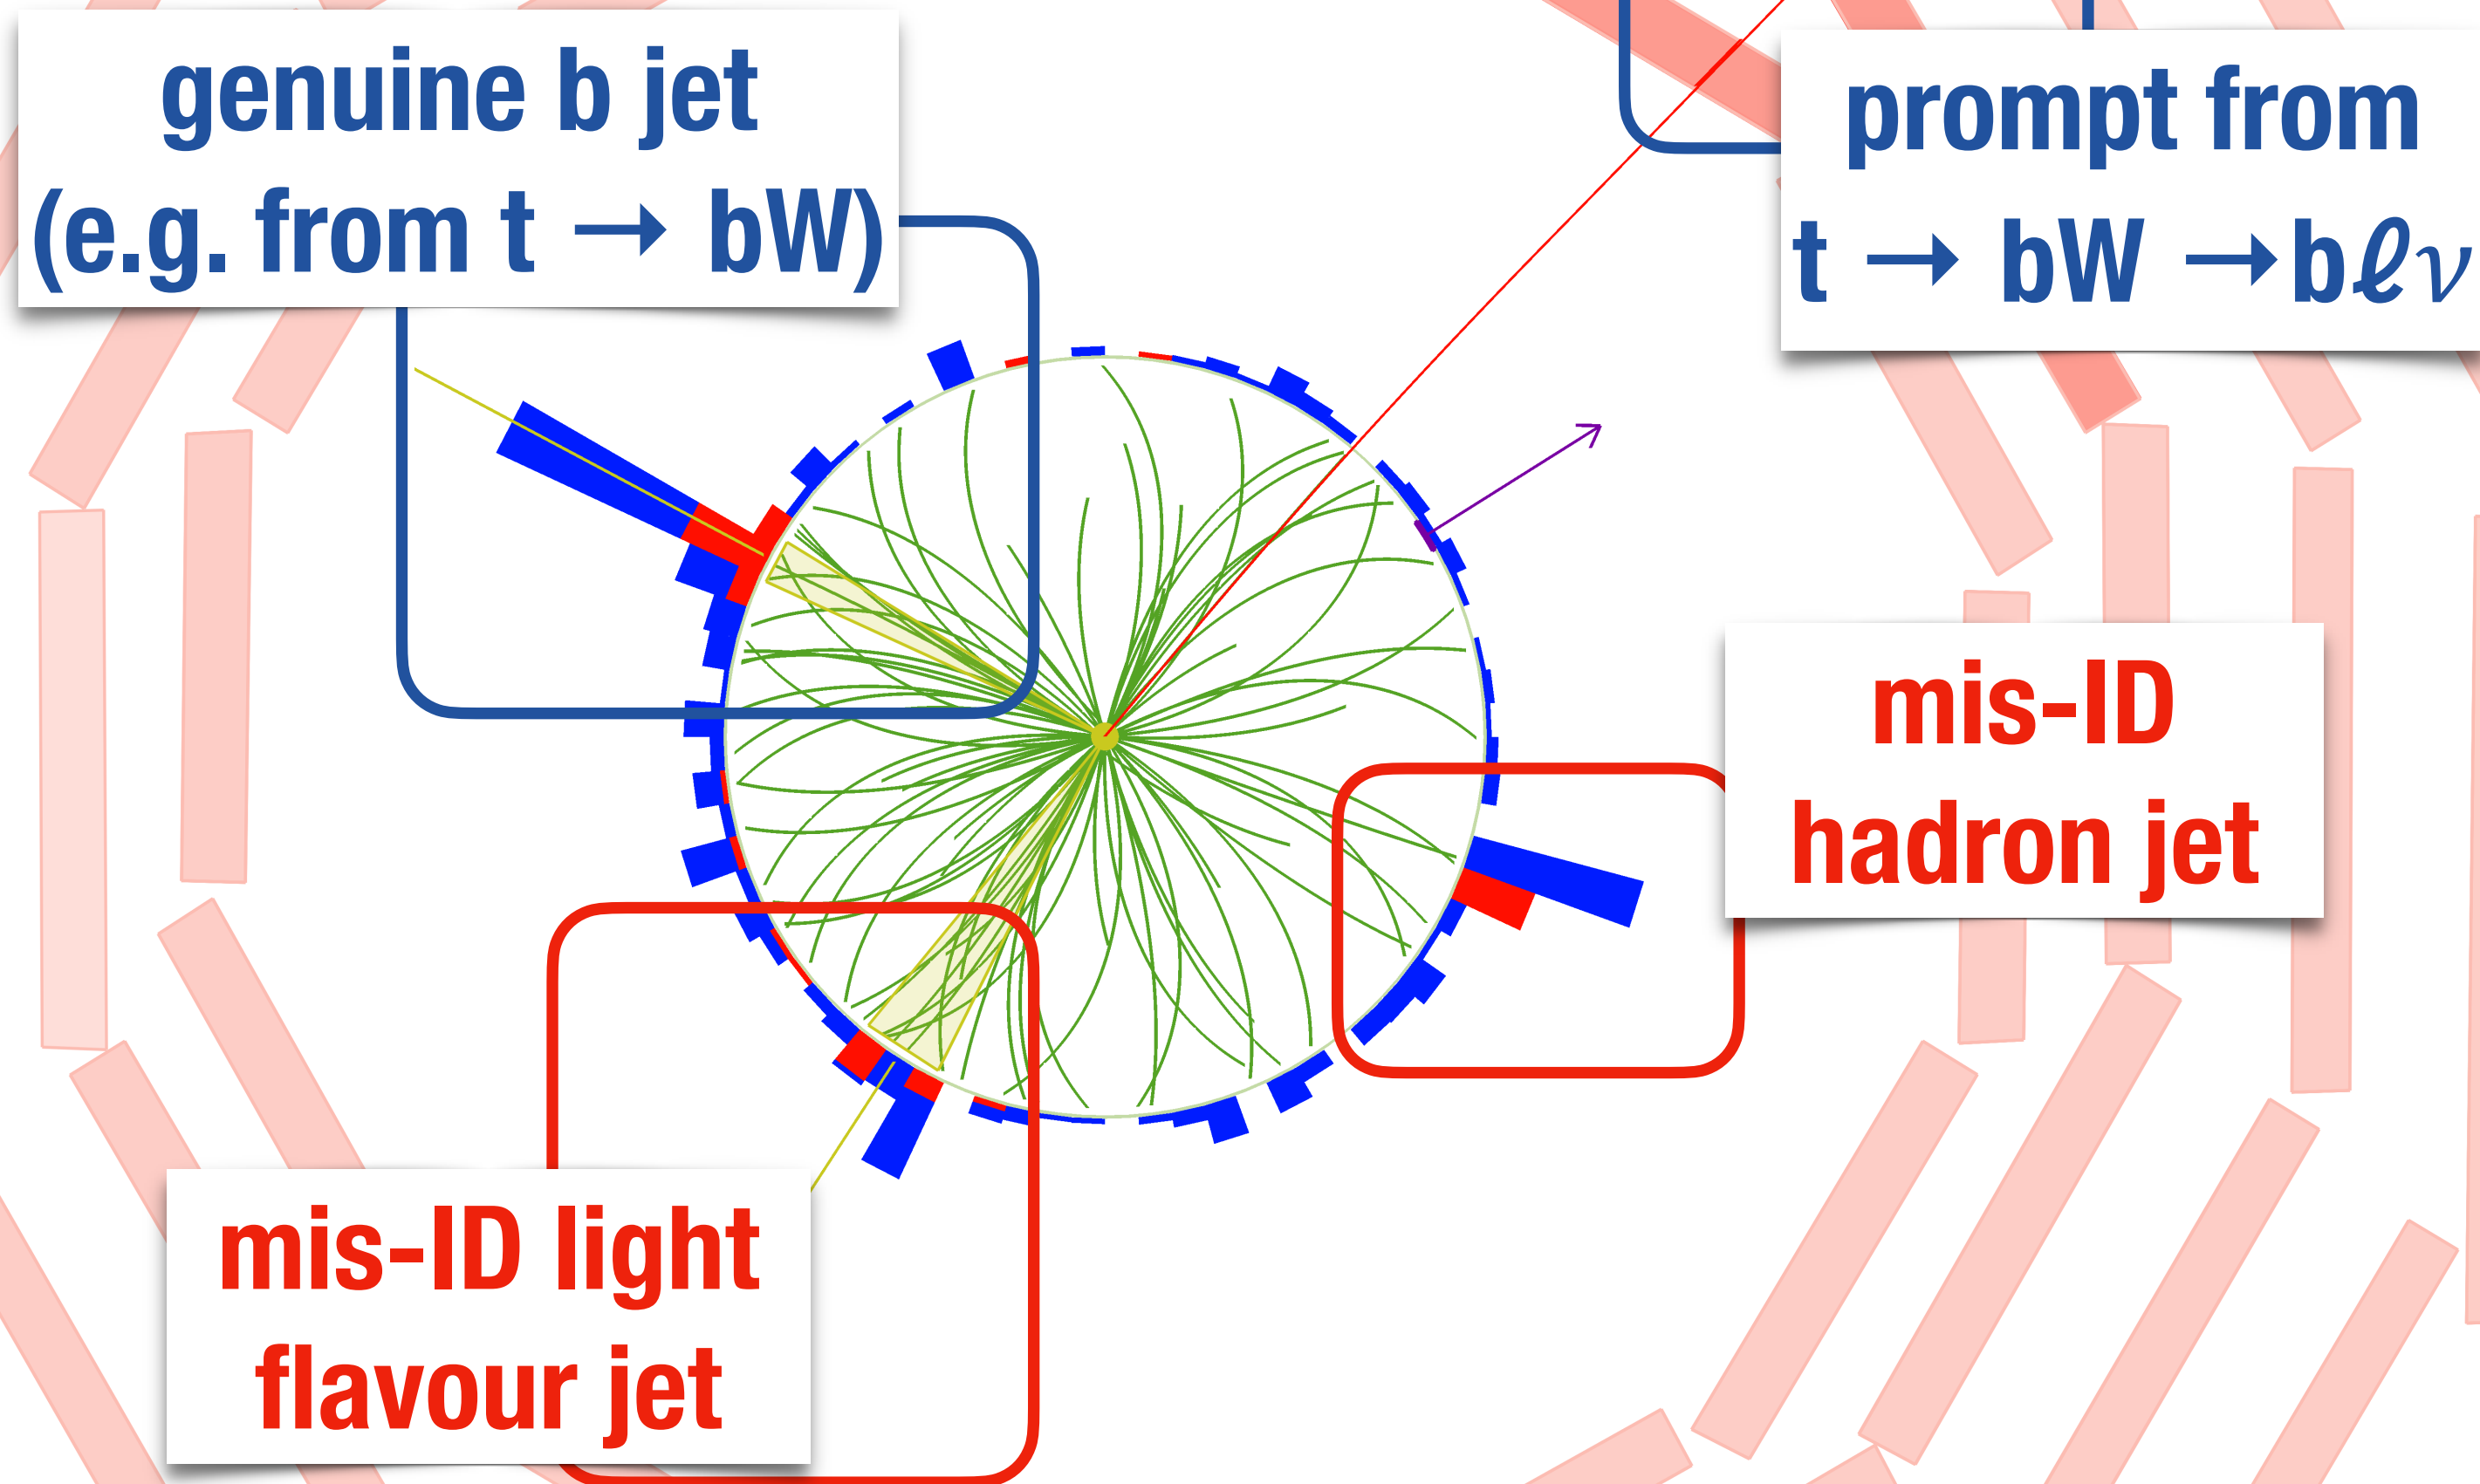 genuine b jet
(e.g. from t → bW)
prompt from
t → bW →bℓν
mis-ID
hadron jet
mis-ID light
flavour jet